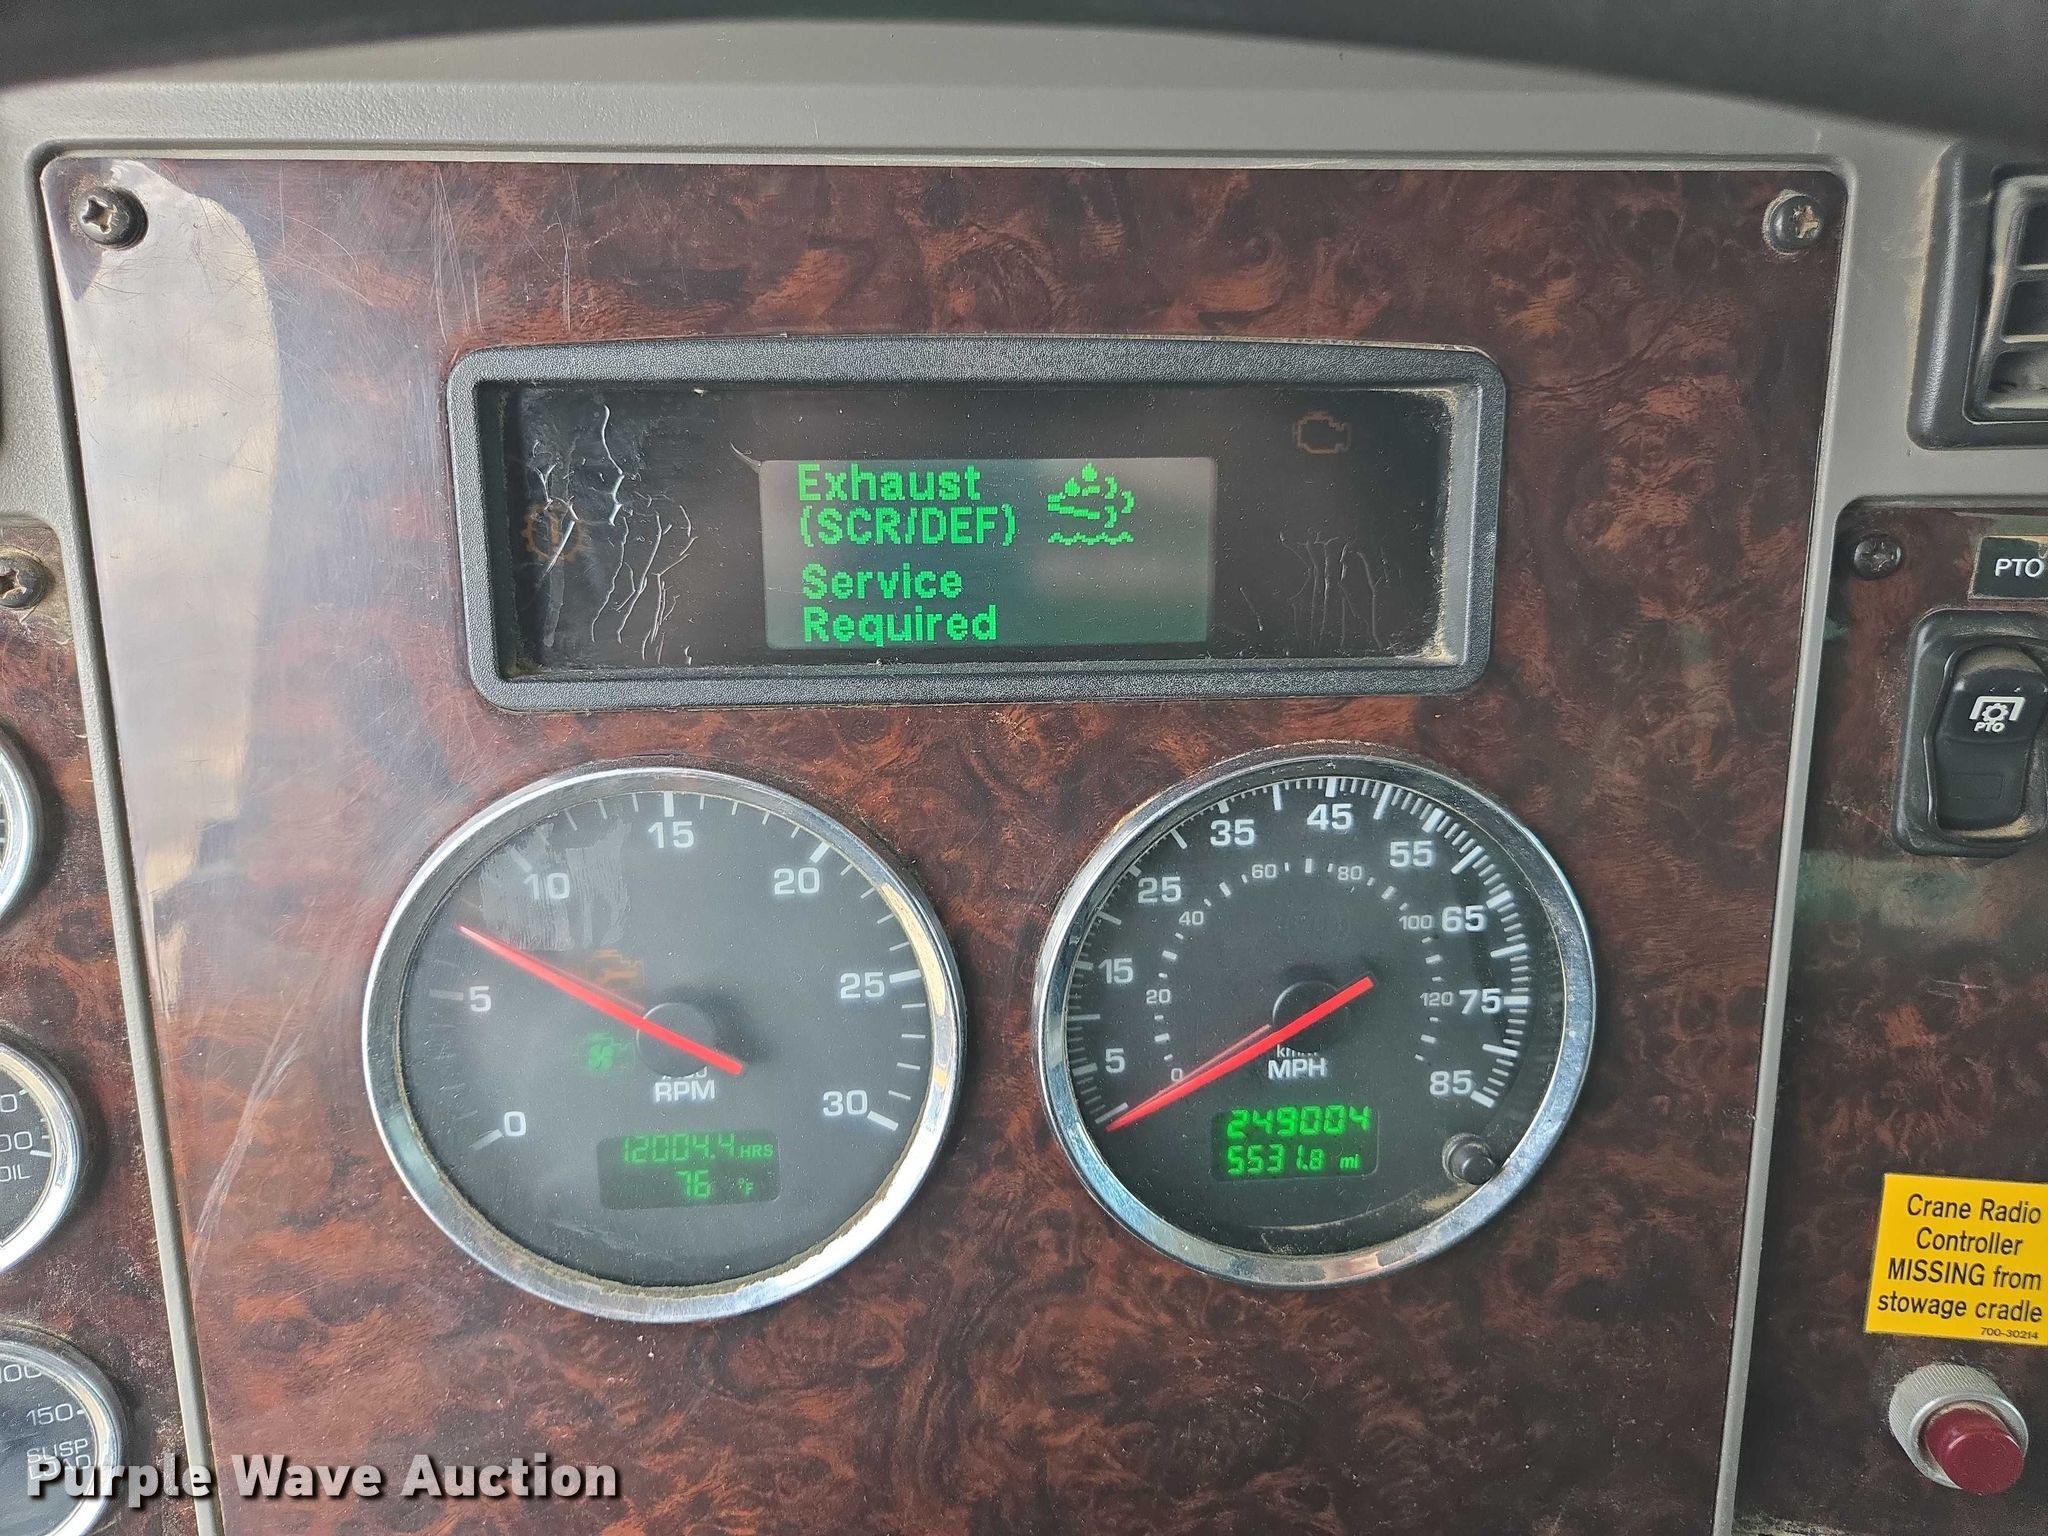 Exhaust
(SCR/DEF)
Service
Required
PTO
PTO
5
10
15
20
25
30
0
RPM
12004.4 HRS
76 °F
5
15
25
35
45
55
65
75
85
0
20
40
60
80
100
120
MPH
249004
5531.8 mi
OIL
100
150
SUSP
Crane Radio
Controller
MISSING from
stowage cradle
700-30214
Purple Wave Auction